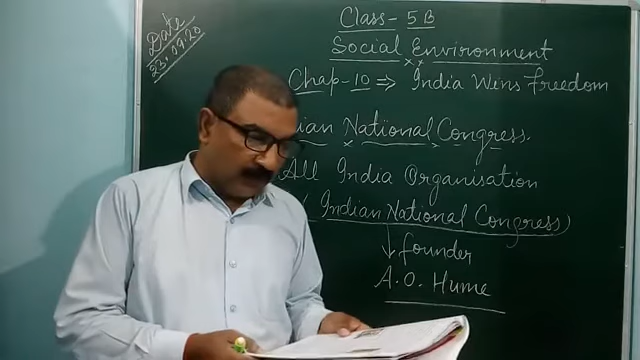 Date
23.09.20
Class - 5 B
Social Environment
Chap - 10 ⇒ India Wins Freedom
National Congress.
All India Organisation
(Indian National Congress)
↓ founder
A. O. Hume